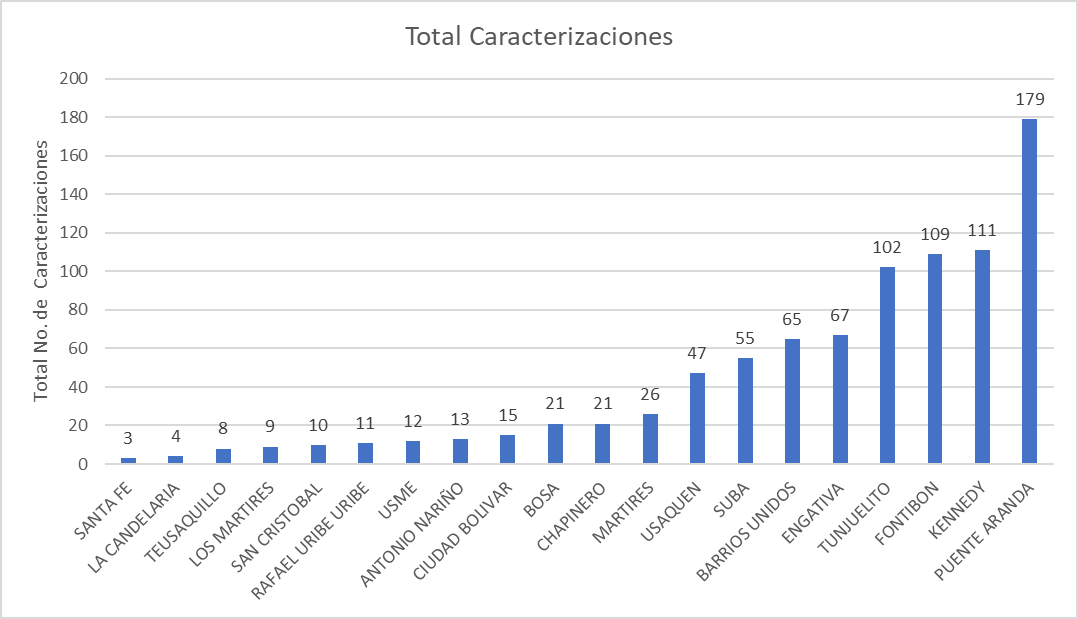 Total Caracterizaciones
Total No. de  Caracterizaciones
200
180
160
140
120
100
80
60
40
20
0
3
4
8
9
10
11
12
13
15
21
21
26
47
55
65
67
102
109
111
179
SANTA FE
LA CANDELARIA
TEUSAQUILLO
LOS MARTIRES
SAN CRISTOBAL
RAFAEL URIBE URIBE
USME
ANTONIO NARIÑO
CIUDAD BOLIVAR
BOSA
CHAPINERO
MARTIRES
USAQUEN
SUBA
BARRIOS UNIDOS
ENGATIVA
TUNJUELITO
FONTIBON
KENNEDY
PUENTE ARANDA